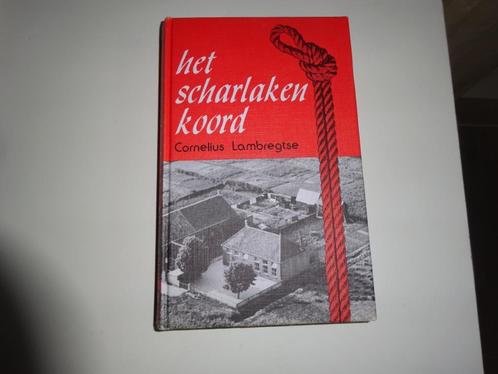 het
scharlaken
koord
Cornelius Lambregtse